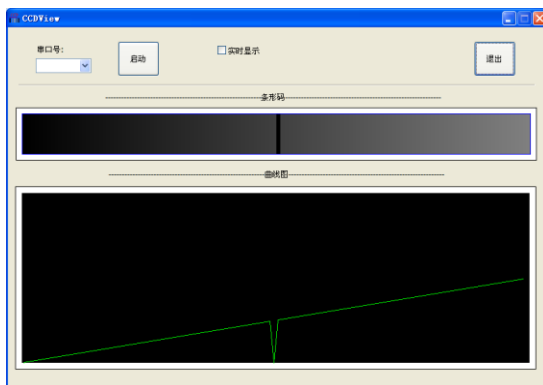 CCDView
串口号:
启动
实时显示
退出
条形码
曲线图